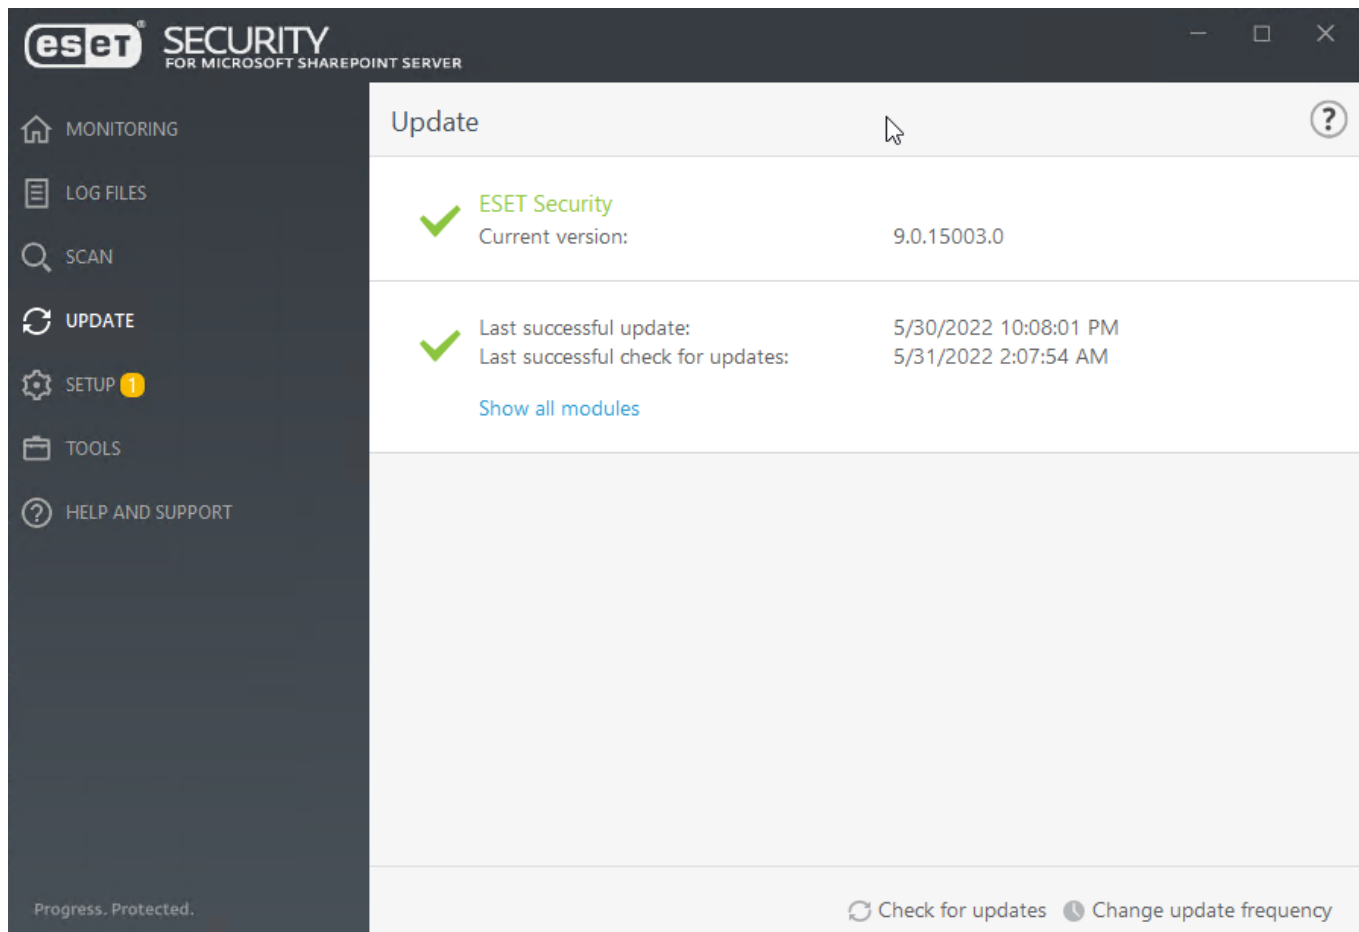 eset® SECURITY
FOR MICROSOFT SHAREPOINT SERVER
MONITORING
LOG FILES
SCAN
UPDATE
SETUP 1
TOOLS
HELP AND SUPPORT
Progress. Protected.
Update
?
ESET Security
Current version: 9.0.15003.0
Last successful update: 5/30/2022 10:08:01 PM
Last successful check for updates: 5/31/2022 2:07:54 AM
Show all modules
Check for updates Change update frequency